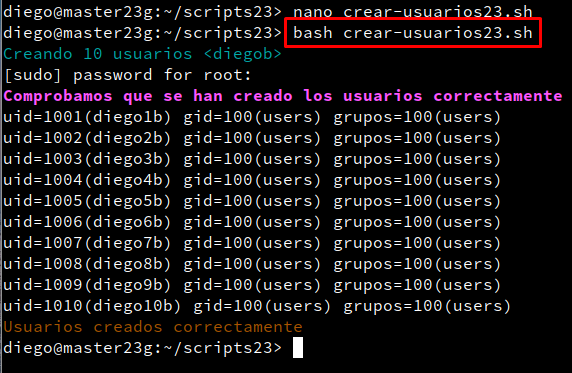 diego@master23g:~/scripts23> nano crear-usuarios23.sh
diego@master23g:~/scripts23> bash crear-usuarios23.sh
Creando 10 usuarios <diegob>
[sudo] password for root:
Comprobamos que se han creado los usuarios correctamente
uid=1001(diego1b) gid=100(users) grupos=100(users)
uid=1002(diego2b) gid=100(users) grupos=100(users)
uid=1003(diego3b) gid=100(users) grupos=100(users)
uid=1004(diego4b) gid=100(users) grupos=100(users)
uid=1005(diego5b) gid=100(users) grupos=100(users)
uid=1006(diego6b) gid=100(users) grupos=100(users)
uid=1007(diego7b) gid=100(users) grupos=100(users)
uid=1008(diego8b) gid=100(users) grupos=100(users)
uid=1009(diego9b) gid=100(users) grupos=100(users)
uid=1010(diego10b) gid=100(users) grupos=100(users)
Usuarios creados correctamente
diego@master23g:~/scripts23>